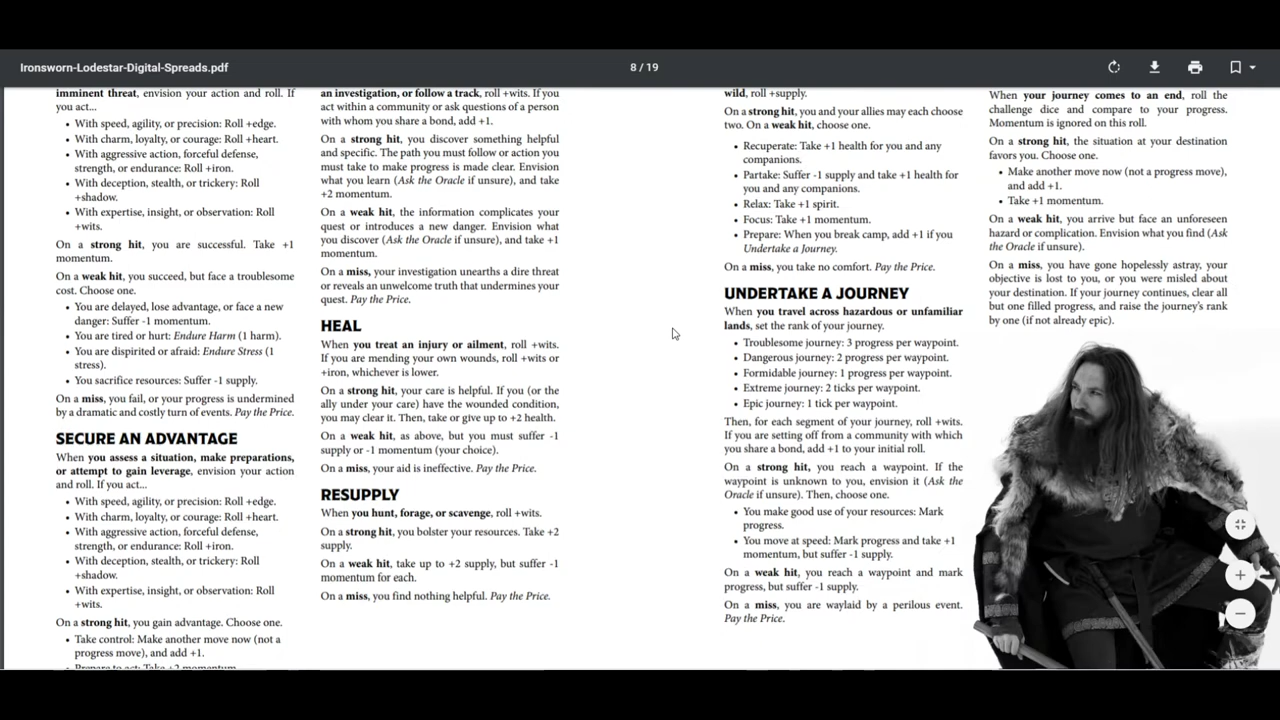 Ironsworn-Lodestar-Digital-Spreads.pdf
8 / 19
imminent threat, envision your action and roll. If
you act...
• With speed, agility, or precision: Roll +edge.
• With charm, loyalty, or courage: Roll +heart.
• With aggressive action, forceful defense,
strength, or endurance: Roll +iron.
• With deception, stealth, or trickery: Roll
+shadow.
• With expertise, insight, or observation: Roll
+wits.
On a strong hit, you are successful. Take +1
momentum.
On a weak hit, you succeed, but face a troublesome
cost. Choose one.
• You are delayed, lose advantage, or face a new
danger: Suffer -1 momentum.
• You are tired or hurt: Endure Harm (1 harm).
• You are dispirited or afraid: Endure Stress (1
stress).
• You sacrifice resources: Suffer -1 supply.
On a miss, you fail, or your progress is undermined
by a dramatic and costly turn of events. Pay the Price.
SECURE AN ADVANTAGE
When you assess a situation, make preparations,
or attempt to gain leverage, envision your action
and roll. If you act...
• With speed, agility, or precision: Roll +edge.
• With charm, loyalty, or courage: Roll +heart.
• With aggressive action, forceful defense,
strength, or endurance: Roll +iron.
• With deception, stealth, or trickery: Roll
+shadow.
• With expertise, insight, or observation: Roll
+wits.
On a strong hit, you gain advantage. Choose one.
• Take control: Make another move now (not a
progress move), and add +1.
• Prepare to act: Take +2 momentum.
an investigation, or follow a track, roll +wits. If you
act within a community or ask questions of a person
with whom you share a bond, add +1.
On a strong hit, you discover something helpful
and specific. The path you must follow or action you
must take to make progress is made clear. Envision
what you learn (Ask the Oracle if unsure), and take
+2 momentum.
On a weak hit, the information complicates your
quest or introduces a new danger. Envision what
you discover (Ask the Oracle if unsure), and take +1
momentum.
On a miss, your investigation unearths a dire threat
or reveals an unwelcome truth that undermines your
quest. Pay the Price.
HEAL
When you treat an injury or ailment, roll +wits.
If you are mending your own wounds, roll +wits or
+iron, whichever is lower.
On a strong hit, your care is helpful. If you (or the
ally under your care) have the wounded condition,
you may clear it. Then, take or give up to +2 health.
On a weak hit, as above, but you must suffer -1
supply or -1 momentum (your choice).
On a miss, your aid is ineffective. Pay the Price.
RESUPPLY
When you hunt, forage, or scavenge, roll +wits.
On a strong hit, you bolster your resources. Take +2
supply.
On a weak hit, take up to +2 supply, but suffer -1
momentum for each.
On a miss, you find nothing helpful. Pay the Price.
wild, roll +supply.
On a strong hit, you and your allies may each choose
two. On a weak hit, choose one.
• Recuperate: Take +1 health for you and any
companions.
• Partake: Suffer -1 supply and take +1 health for
you and any companions.
• Relax: Take +1 spirit.
• Focus: Take +1 momentum.
• Prepare: When you break camp, add +1 if you
Undertake a Journey.
On a miss, you take no comfort. Pay the Price.
UNDERTAKE A JOURNEY
When you travel across hazardous or unfamiliar
lands, set the rank of your journey.
• Troublesome journey: 3 progress per waypoint.
• Dangerous journey: 2 progress per waypoint.
• Formidable journey: 1 progress per waypoint.
• Extreme journey: 2 ticks per waypoint.
• Epic journey: 1 tick per waypoint.
Then, for each segment of your journey, roll +wits.
If you are setting off from a community with which
you share a bond, add +1 to your initial roll.
On a strong hit, you reach a waypoint. If the
waypoint is unknown to you, envision it (Ask the
Oracle if unsure). Then, choose one.
• You make good use of your resources: Mark
progress.
• You move at speed: Mark progress and take +1
momentum, but suffer -1 supply.
On a weak hit, you reach a waypoint and mark
progress, but suffer -1 supply.
On a miss, you are waylaid by a perilous event.
Pay the Price.
When your journey comes to an end, roll the
challenge dice and compare to your progress.
Momentum is ignored on this roll.
On a strong hit, the situation at your destination
favors you. Choose one.
• Make another move now (not a progress move),
and add +1.
• Take +1 momentum.
On a weak hit, you arrive but face an unforeseen
hazard or complication. Envision what you find (Ask
the Oracle if unsure).
On a miss, you have gone hopelessly astray, your
objective is lost to you, or you were misled about
your destination. If your journey continues, clear all
but one filled progress, and raise the journey's rank
by one (if not already epic).